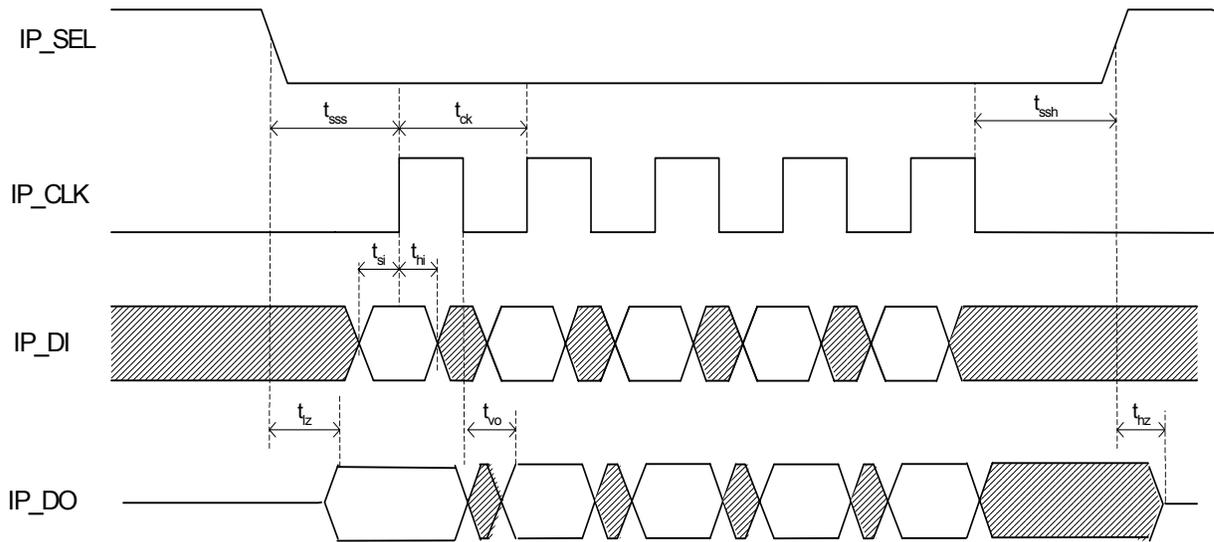 IP_SEL
t_sss
t_ck
t_ssh
IP_CLK
t_si
t_hi
IP_DI
t_lz
t_vo
t_hz
IP_DO